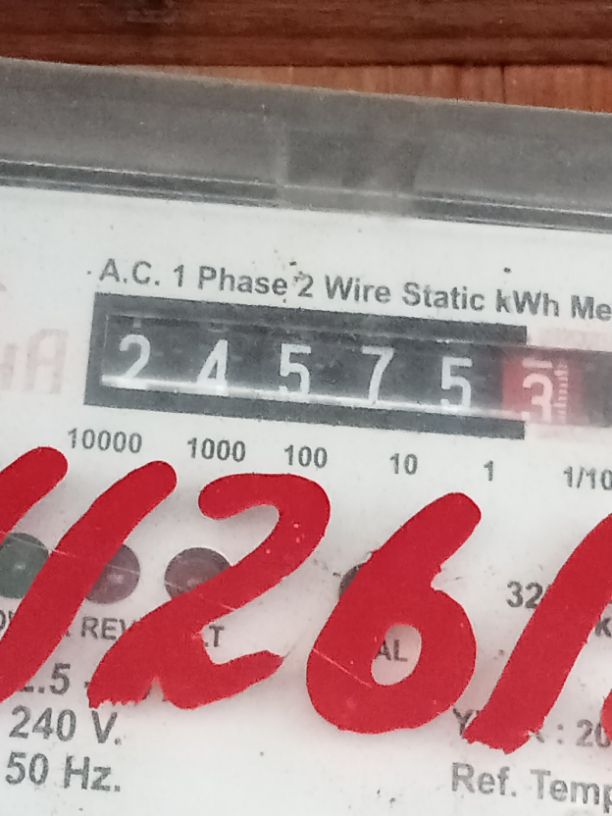 A.C. 1 Phase 2 Wire Static kWh Me
2 4 5 7 5 3
10000 1000 100 10 1 1/10
126
32
REV
240 V.
50 Hz.
Ref. Temp